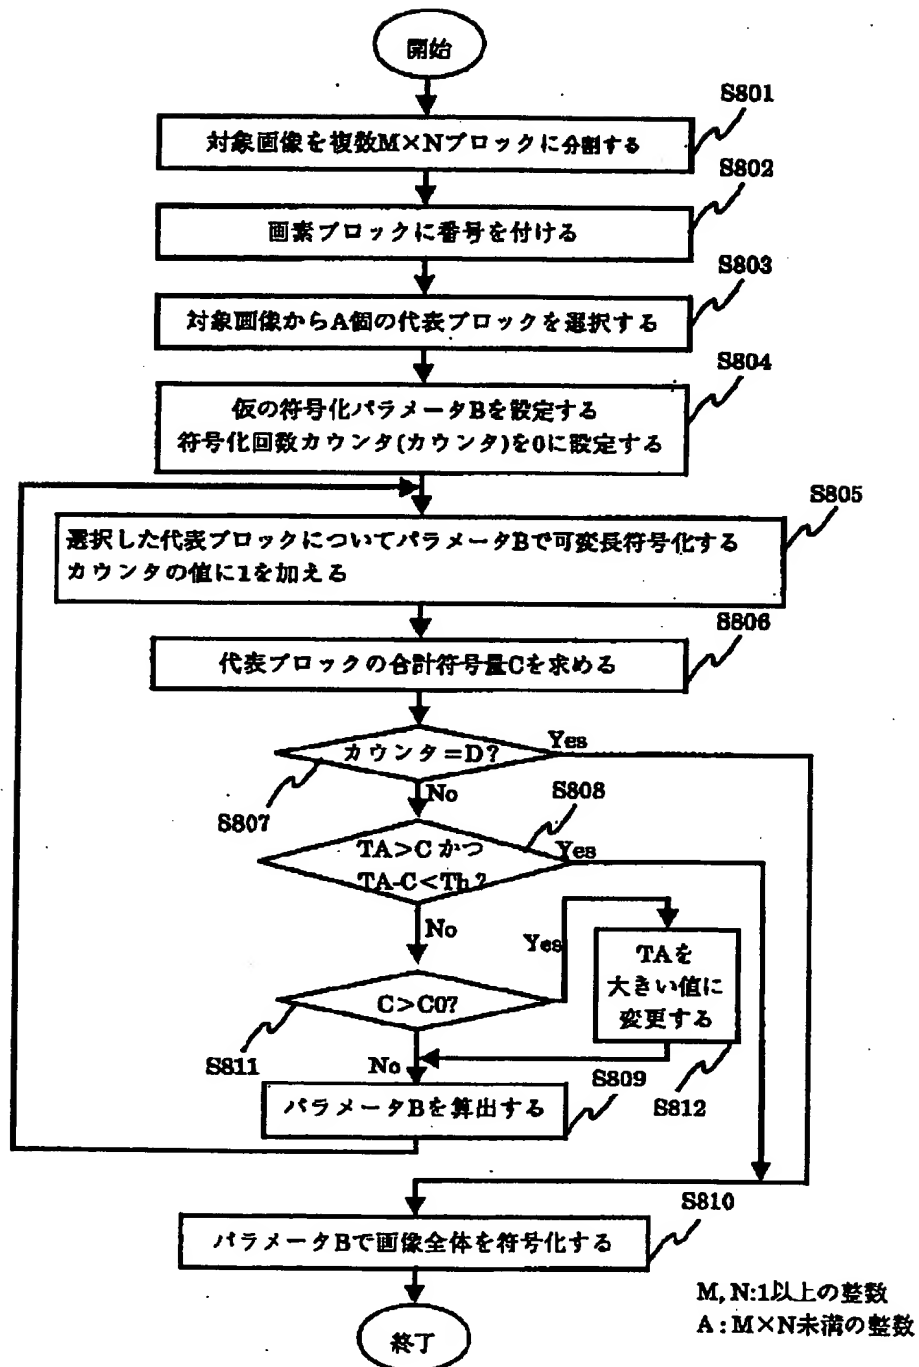 開始
S801
対象画像を複数M×Nブロックに分割する
S802
画素ブロックに番号を付ける
S803
対象画像からA個の代表ブロックを選択する
S804
仮の符号化パラメータBを設定する
符号化回数カウンタ(カウンタ)を0に設定する
S805
選択した代表ブロックについてパラメータBで可変長符号化する
カウンタの値に1を加える
S806
代表ブロックの合計符号量Cを求める
カウンタ=D?
Yes
No
S807
S808
TA>C かつ
TA-C<Th?
Yes
No
Yes
TAを
大きい値に
変更する
C>C0?
S811
No
S809
S812
パラメータBを算出する
S810
パラメータBで画像全体を符号化する
M, N:1以上の整数
A:M×N未満の整数
終了